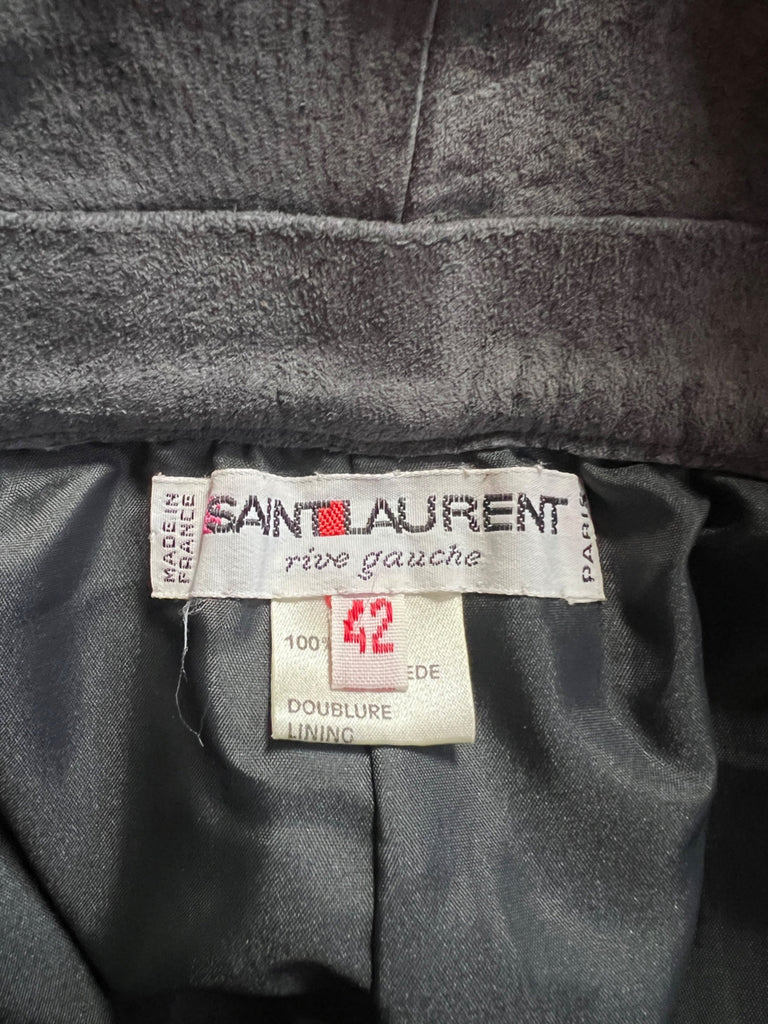 MADE IN
FRANCE
SAINT LAURENT
rive gauche
PARIS
42
100%
EDE
DOUBLURE
LINING